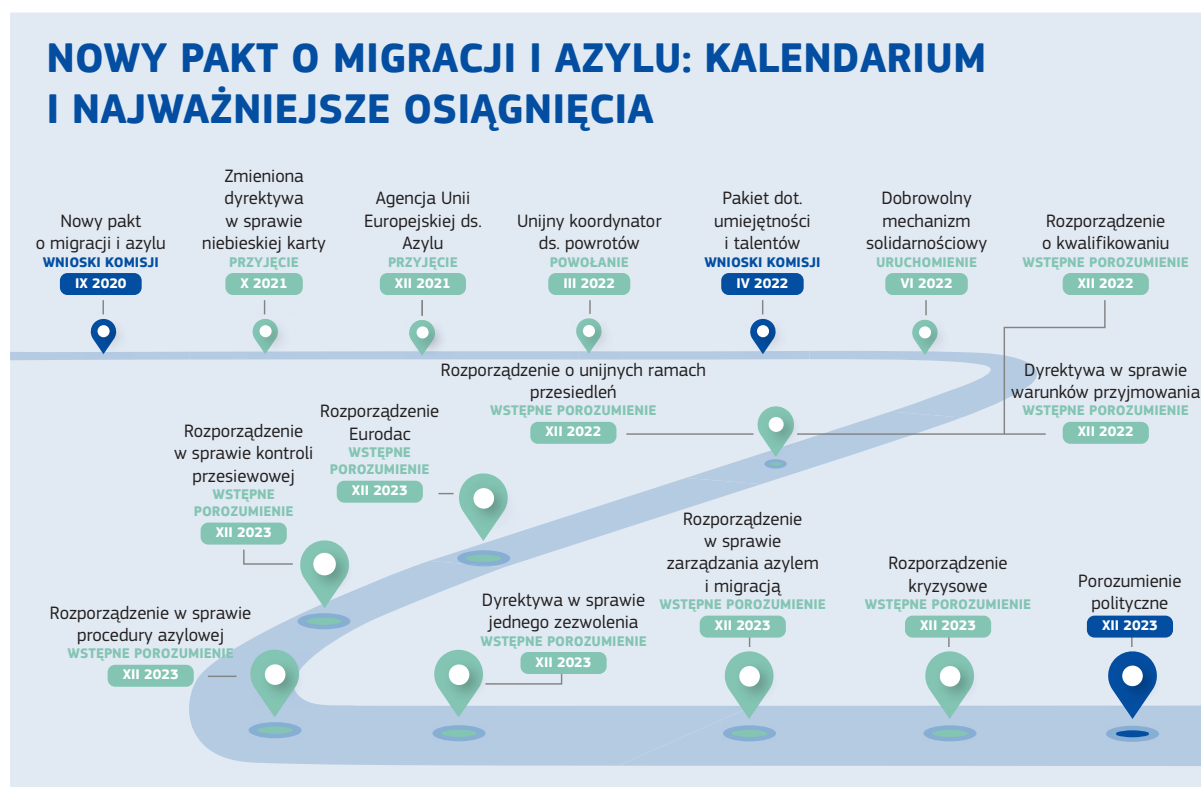 NOWY PAKT O MIGRACJI I AZYLU: KALENDARIUM
I NAJWAŻNIEJSZE OSIĄGNIĘCIA
Nowy pakt
o migracji i azylu
WNIOSKI KOMISJI
IX 2020
Zmieniona
dyrektywa
w sprawie
niebieskiej karty
PRZYJĘCIE
X 2021
Agencja Unii
Europejskiej ds.
Azylu
PRZYJĘCIE
XII 2021
Unijny koordynator
ds. powrotów
POWOŁANIE
III 2022
Pakiet dot.
umiejętności
i talentów
WNIOSKI KOMISJI
IV 2022
Dobrowolny
mechanizm
solidarnościowy
URUCHOMIENIE
VI 2022
Rozporządzenie
o kwalifikowaniu
WSTĘPNE POROZUMIENIE
XII 2022
Rozporządzenie o unijnych ramach
przesiedleń
WSTĘPNE POROZUMIENIE
XII 2022
Dyrektywa w sprawie
warunków przyjmowania
WSTĘPNE POROZUMIENIE
XII 2022
Rozporządzenie
Eurodac
WSTĘPNE
POROZUMIENIE
XII 2023
Rozporządzenie
w sprawie kontroli
przesiewowej
WSTĘPNE
POROZUMIENIE
XII 2023
Rozporządzenie w sprawie
procedury azylowej
WSTĘPNE POROZUMIENIE
XII 2023
Dyrektywa w sprawie
jednego zezwolenia
WSTĘPNE POROZUMIENIE
XII 2023
Rozporządzenie
w sprawie
zarządzania azylem
i migracją
WSTĘPNE POROZUMIENIE
XII 2023
Rozporządzenie
kryzysowe
WSTĘPNE POROZUMIENIE
XII 2023
Porozumienie
polityczne
XII 2023